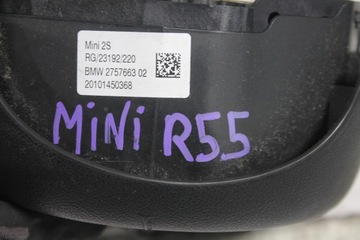 Mini 2S
RG/23192/220
BMW 2757663 02
20101450368
MiNi R55